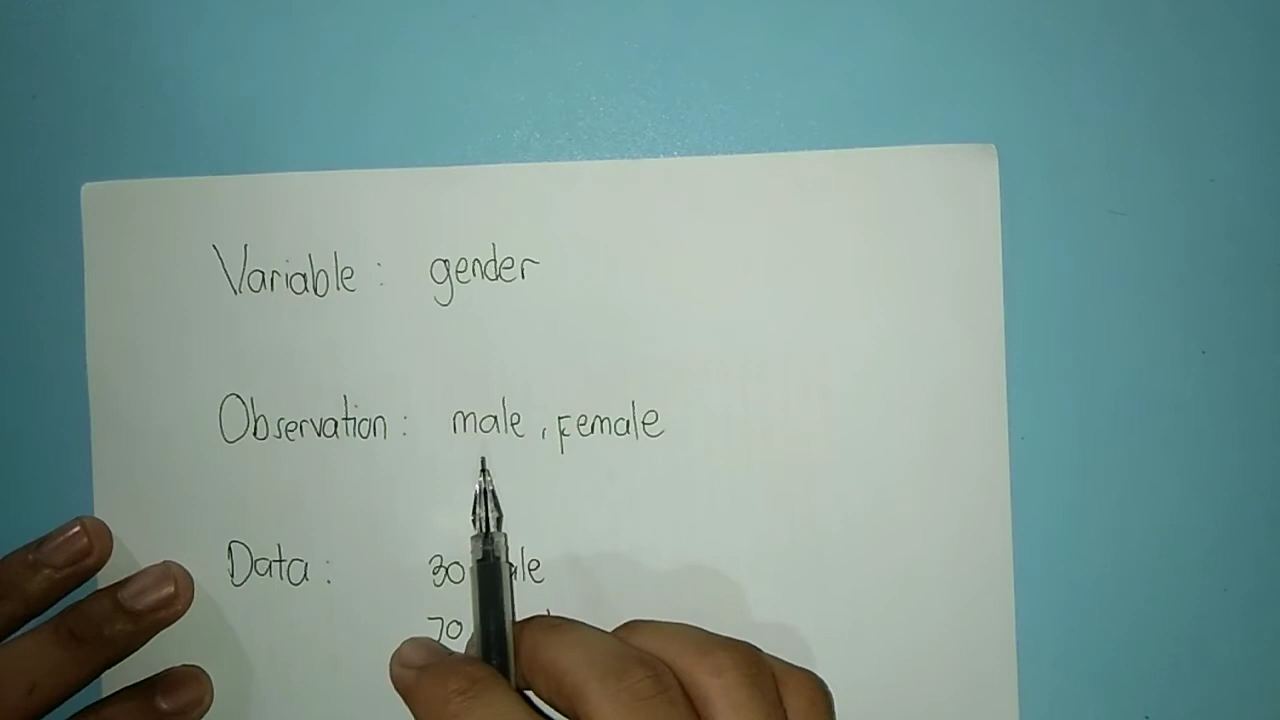 Variable : gender
Observation : male , Female
Data : 30
70